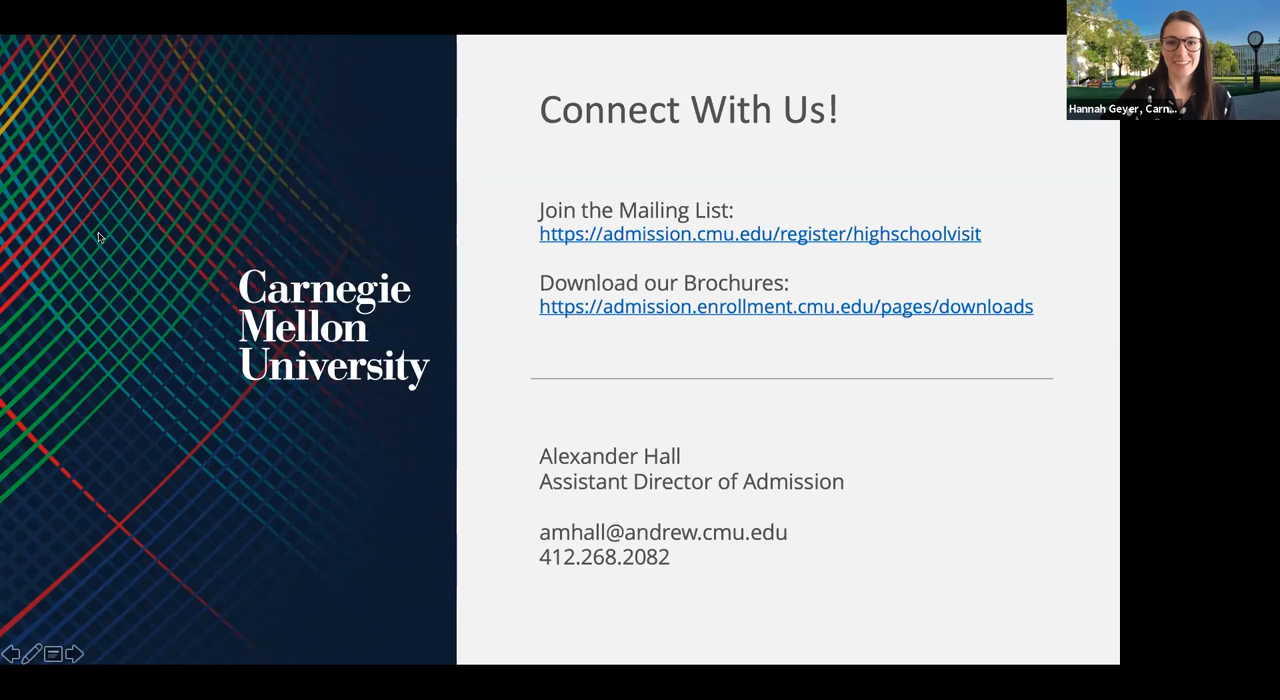 Connect With Us!
Join the Mailing List:
https://admission.cmu.edu/register/highschoolvisit
Download our Brochures:
https://admission.enrollment.cmu.edu/pages/downloads
Carnegie
Mellon
University
Alexander Hall
Assistant Director of Admission
amhall@andrew.cmu.edu
412.268.2082
Hannah Geyer, Carn...